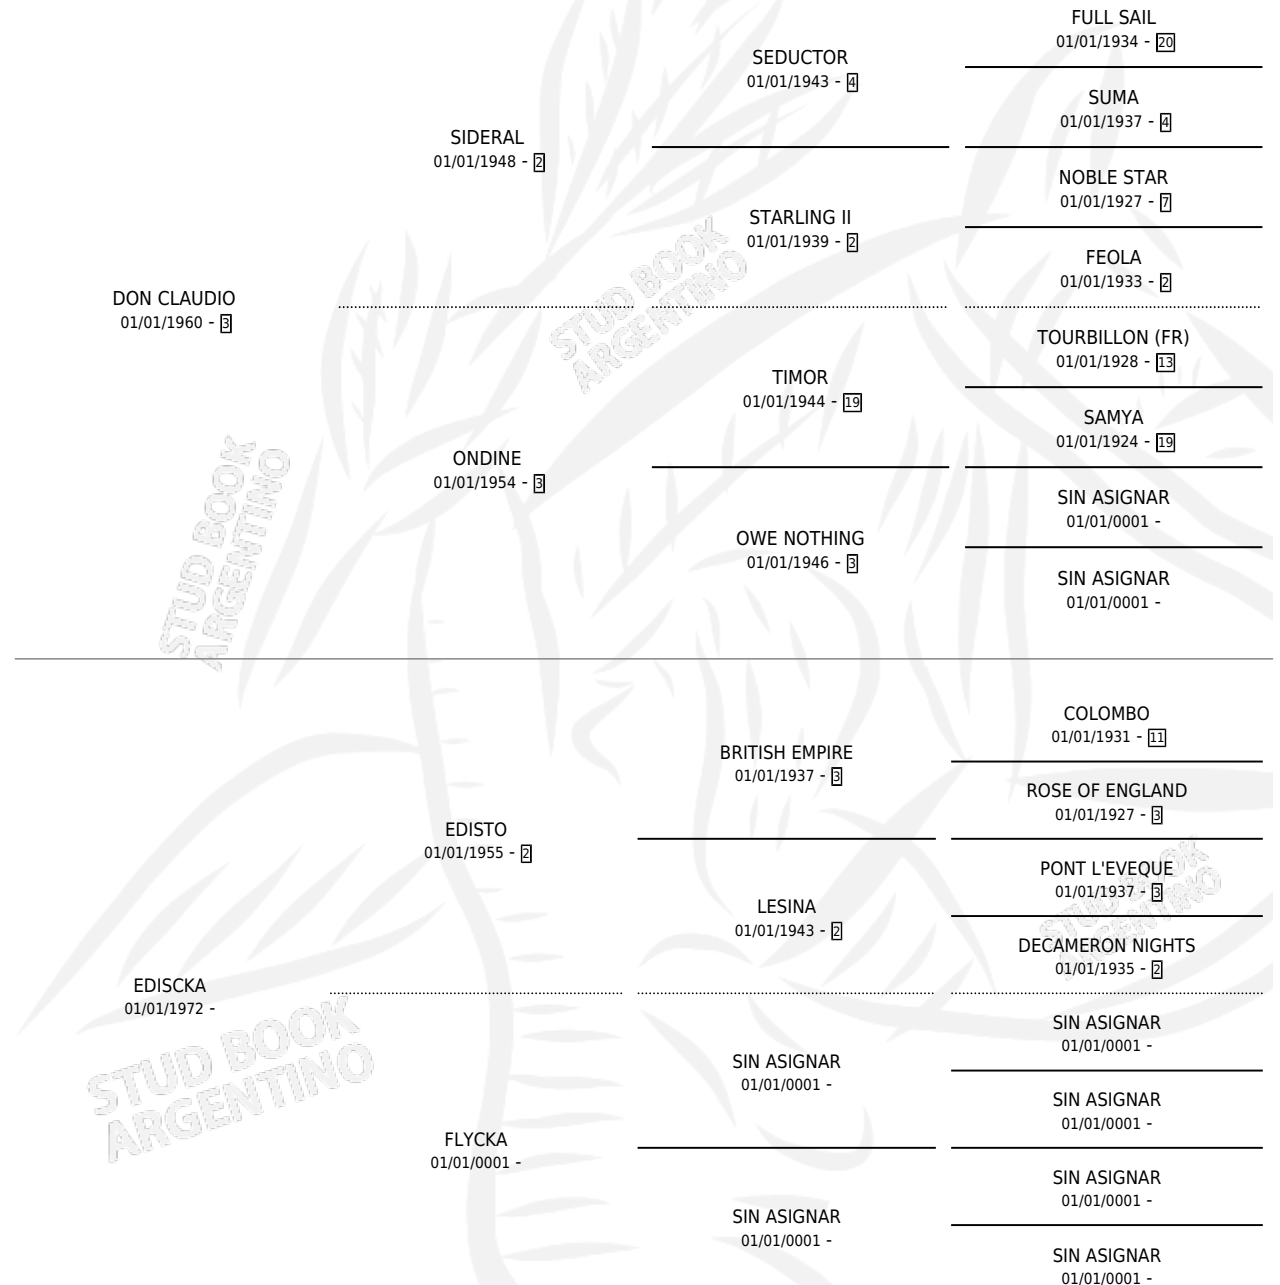 FULL SAIL
01/01/1934 - 20
SEDUCTOR
01/01/1943 - 4
SUMA
01/01/1937 - 4
SIDERAL
01/01/1948 - 2
NOBLE STAR
01/01/1927 - 7
STARLING II
01/01/1939 - 2
FEOLA
01/01/1933 - 2
DON CLAUDIO
01/01/1960 - 3
TOURBILLON (FR)
01/01/1928 - 13
TIMOR
01/01/1944 - 19
SAMYA
01/01/1924 - 19
ONDINE
01/01/1954 - 3
SIN ASIGNAR
01/01/0001 -
OWE NOTHING
01/01/1946 - 3
SIN ASIGNAR
01/01/0001 -
COLOMBO
01/01/1931 - 11
BRITISH EMPIRE
01/01/1937 - 3
ROSE OF ENGLAND
01/01/1927 - 3
EDISTO
01/01/1955 - 2
PONT L'EVEQUE
01/01/1937 - 3
LESINA
01/01/1943 - 2
DECAMERON NIGHTS
01/01/1935 - 2
EDISCKA
01/01/1972 -
SIN ASIGNAR
01/01/0001 -
SIN ASIGNAR
01/01/0001 -
SIN ASIGNAR
01/01/0001 -
FLYCKA
01/01/0001 -
SIN ASIGNAR
01/01/0001 -
SIN ASIGNAR
01/01/0001 -
SIN ASIGNAR
01/01/0001 -
STUD BOOK
ARGENTINO
STUD BOOK
ARGENTINO
STUD BOOK
ARGENTINO
STUD BOOK
ARGENTINO